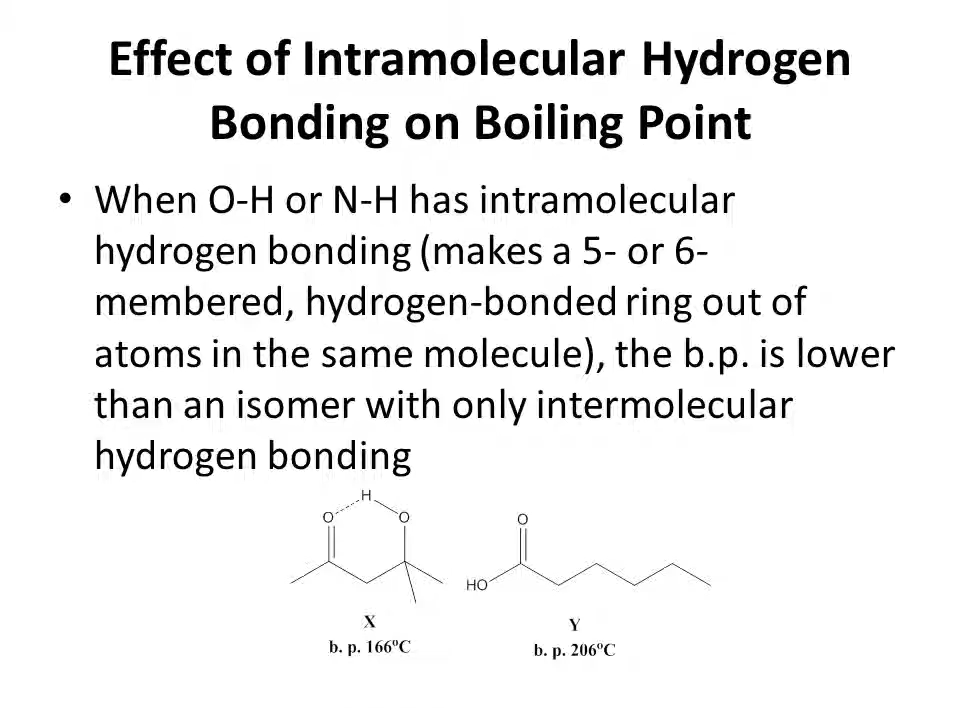 Effect of Intramolecular Hydrogen
Bonding on Boiling Point
• When O-H or N-H has intramolecular
hydrogen bonding (makes a 5- or 6-
membered, hydrogen-bonded ring out of
atoms in the same molecule), the b.p. is lower
than an isomer with only intermolecular
hydrogen bonding
H
O O
O
HO
X
b. p. 166°C
Y
b. p. 206°C